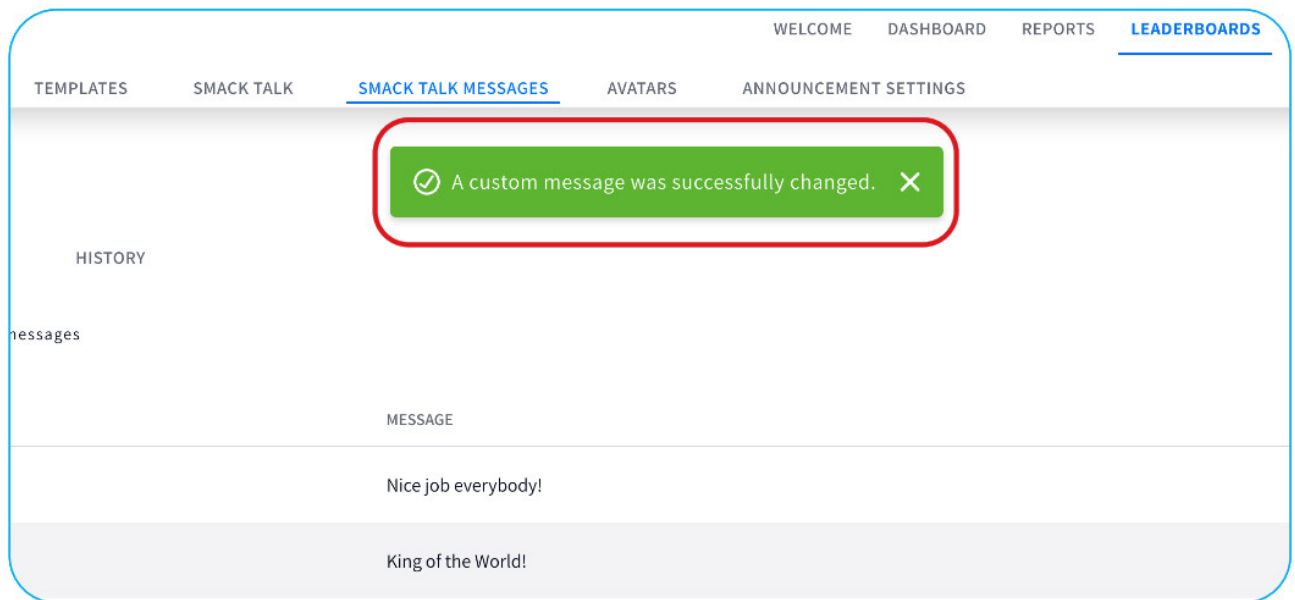 WELCOME DASHBOARD REPORTS LEADERBOARDS
TEMPLATES SMACK TALK SMACK TALK MESSAGES AVATARS ANNOUNCEMENT SETTINGS
A custom message was successfully changed.
HISTORY
nessages
MESSAGE
Nice job everybody!
King of the World!